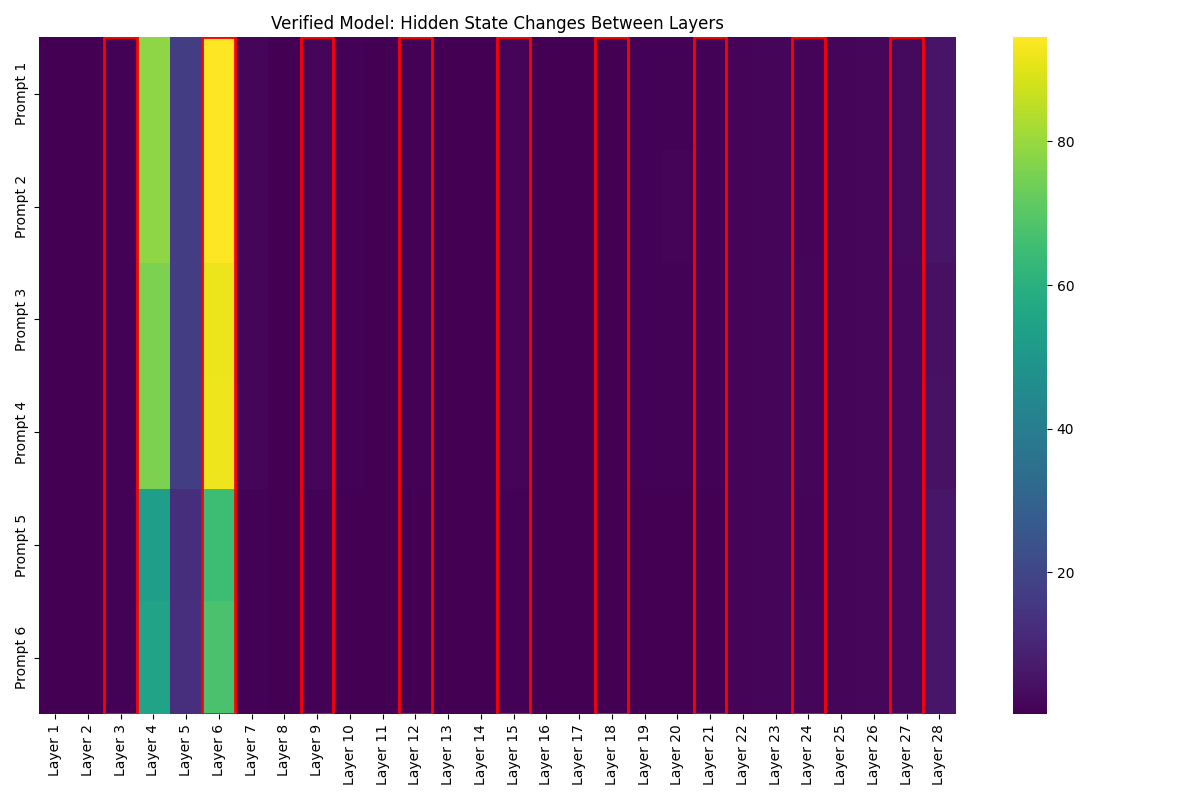 Verified Model: Hidden State Changes Between Layers
Prompt 1
Prompt 2
Prompt 3
Prompt 4
Prompt 5
Prompt 6
80
60
40
20
Layer 1
Layer 2
Layer 3
Layer 4
Layer 5
Layer 6
Layer 7
Layer 8
Layer 9
Layer 10
Layer 11
Layer 12
Layer 13
Layer 14
Layer 15
Layer 16
Layer 17
Layer 18
Layer 19
Layer 20
Layer 21
Layer 22
Layer 23
Layer 24
Layer 25
Layer 26
Layer 27
Layer 28